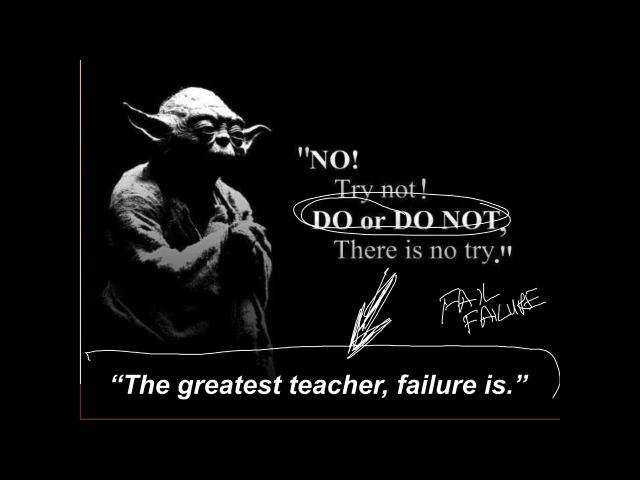 "NO!
Try not!
DO or DO NOT,
There is no try."
FAIL
FAILURE
“The greatest teacher, failure is.”